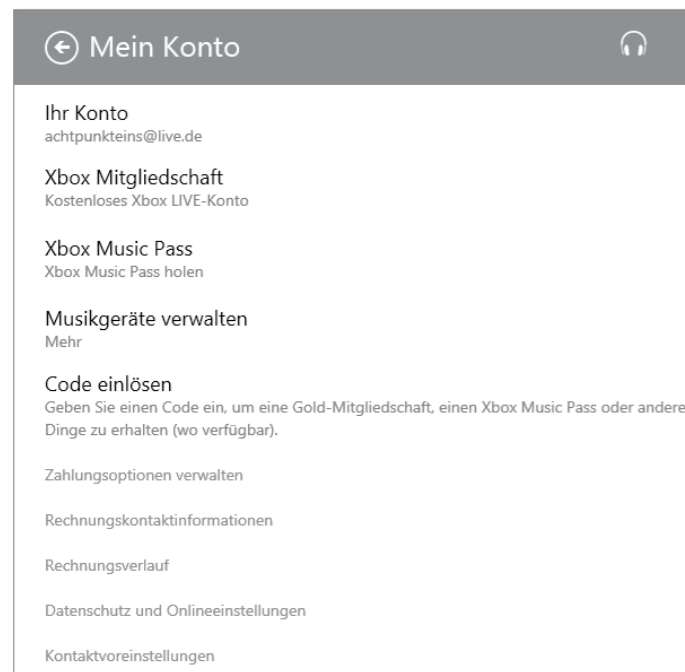 Mein Konto
Ihr Konto
achtpunkteins@live.de
Xbox Mitgliedschaft
Kostenloses Xbox LIVE-Konto
Xbox Music Pass
Xbox Music Pass holen
Musikgeräte verwalten
Mehr
Code einlösen
Geben Sie einen Code ein, um eine Gold-Mitgliedschaft, einen Xbox Music Pass oder andere
Dinge zu erhalten (wo verfügbar).
Zahlungsoptionen verwalten
Rechnungskontaktinformationen
Rechnungsverlauf
Datenschutz und Onlineeinstellungen
Kontaktvoreinstellungen